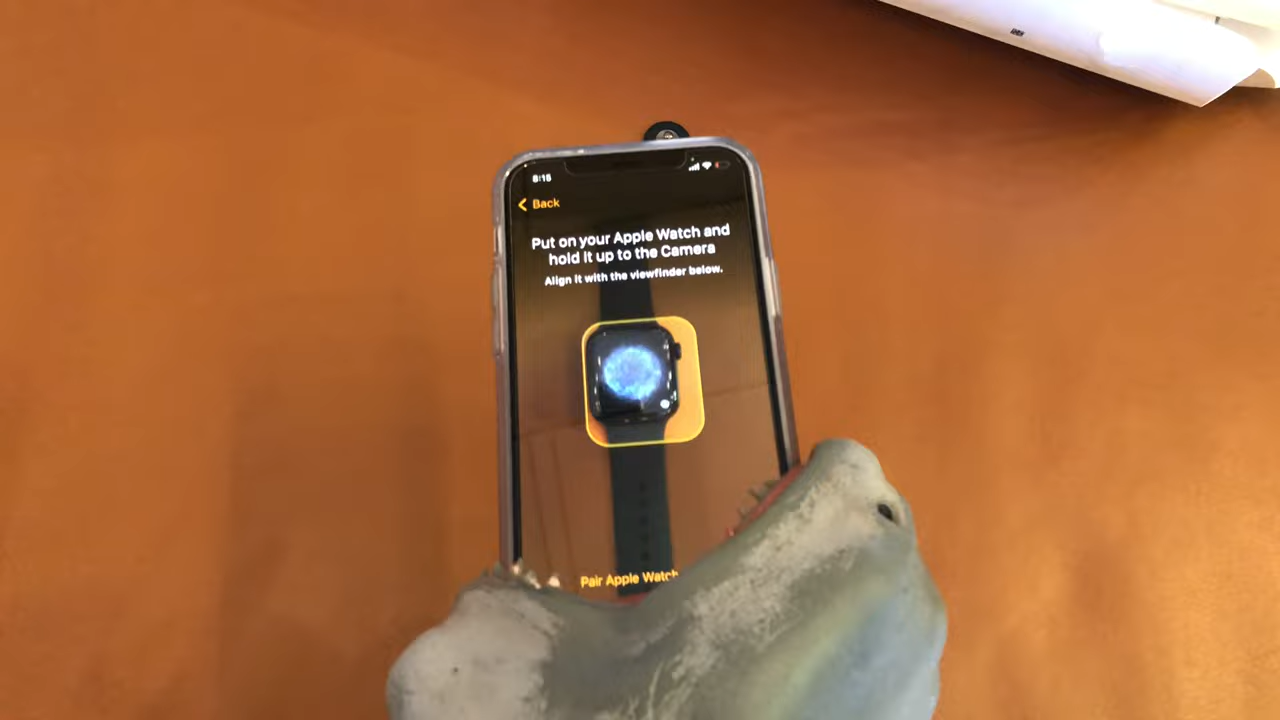 8:15
Back
Put on your Apple Watch and
hold it up to the Camera
Align it with the viewfinder below.
Pair Apple Watch